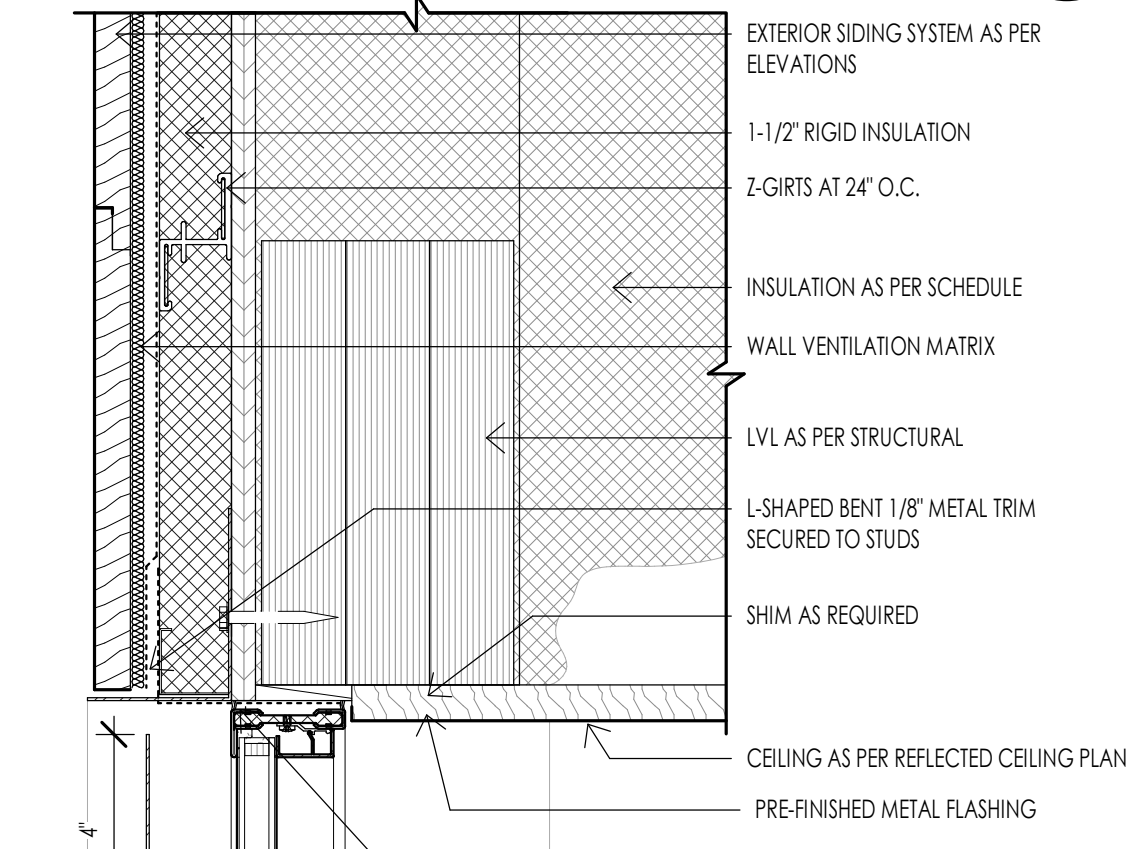 EXTERIOR SIDING SYSTEM AS PER
ELEVATIONS
1-1/2" RIGID INSULATION
Z-GIRTS AT 24" O.C.
INSULATION AS PER SCHEDULE
WALL VENTILATION MATRIX
LVL AS PER STRUCTURAL
L-SHAPED BENT 1/8" METAL TRIM
SECURED TO STUDS
SHIM AS REQUIRED
CEILING AS PER REFLECTED CEILING PLAN
PRE-FINISHED METAL FLASHING
4"